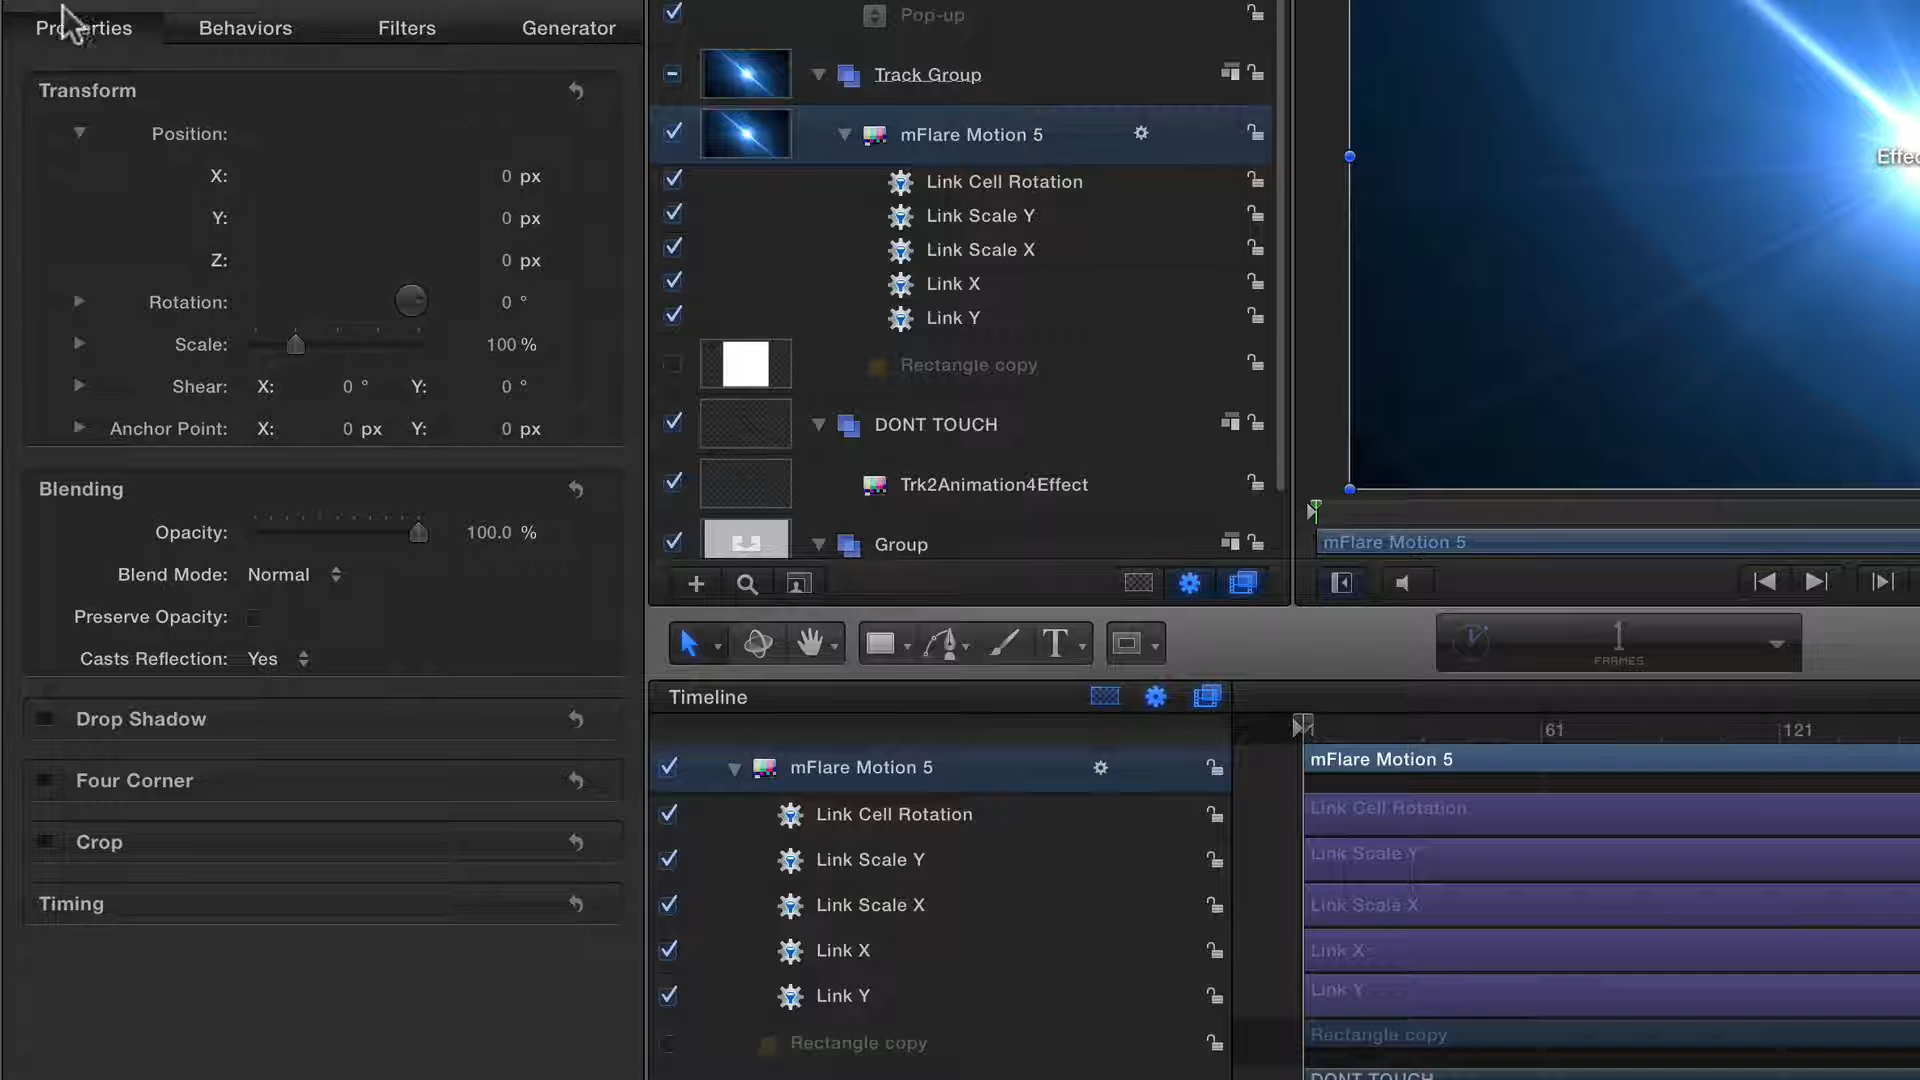 Properties
Behaviors
Filters
Generator
Transform
Position:
X: 0 px
Y: 0 px
Z: 0 px
Rotation: 0 °
Scale: 100 %
Shear: X: 0 ° Y: 0 °
Anchor Point: X: 0 px Y: 0 px
Blending
Opacity: 100.0 %
Blend Mode: Normal
Preserve Opacity:
Casts Reflection: Yes
Drop Shadow
Four Corner
Crop
Timing
Pop-up
Track Group
mFlare Motion 5
Link Cell Rotation
Link Scale Y
Link Scale X
Link X
Link Y
Rectangle copy
DONT TOUCH
Trk2Animation4Effect
Group
Effec
mFlare Motion 5
T
1
FRAMES
Timeline
61
121
mFlare Motion 5
Link Cell Rotation
Link Scale Y
Link Scale X
Link X
Link Y
Rectangle copy
mFlare Motion 5
Link Cell Rotation
Link Scale Y
Link Scale X
Link X
Link Y
Rectangle copy
DONT TOUCH